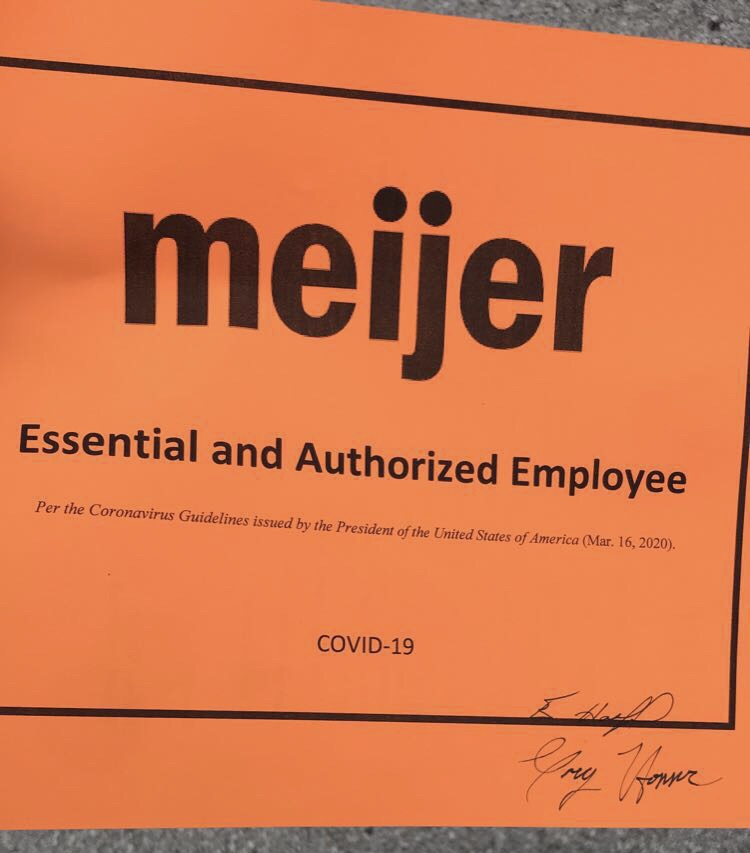 meijer
Essential and Authorized Employee
Per the Coronavirus Guidelines issued by the President of the United States of America (Mar. 16, 2020).
COVID-19
Greg